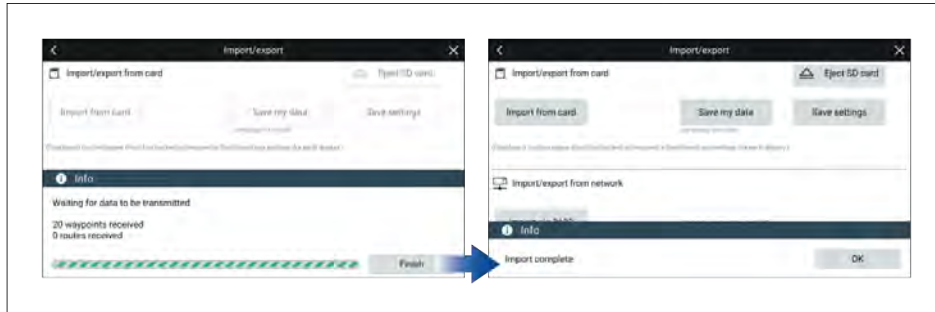 Import/export
Import/export from card
Eject SD card
Import from card
Save my data
Save settings
Info
Waiting for data to be transmitted
20 waypoints received
0 routes received
Finish
Import/export
Import/export from card
Eject SD card
Import from card
Save my data
Save settings
Import/export from network
Info
Import complete
OK